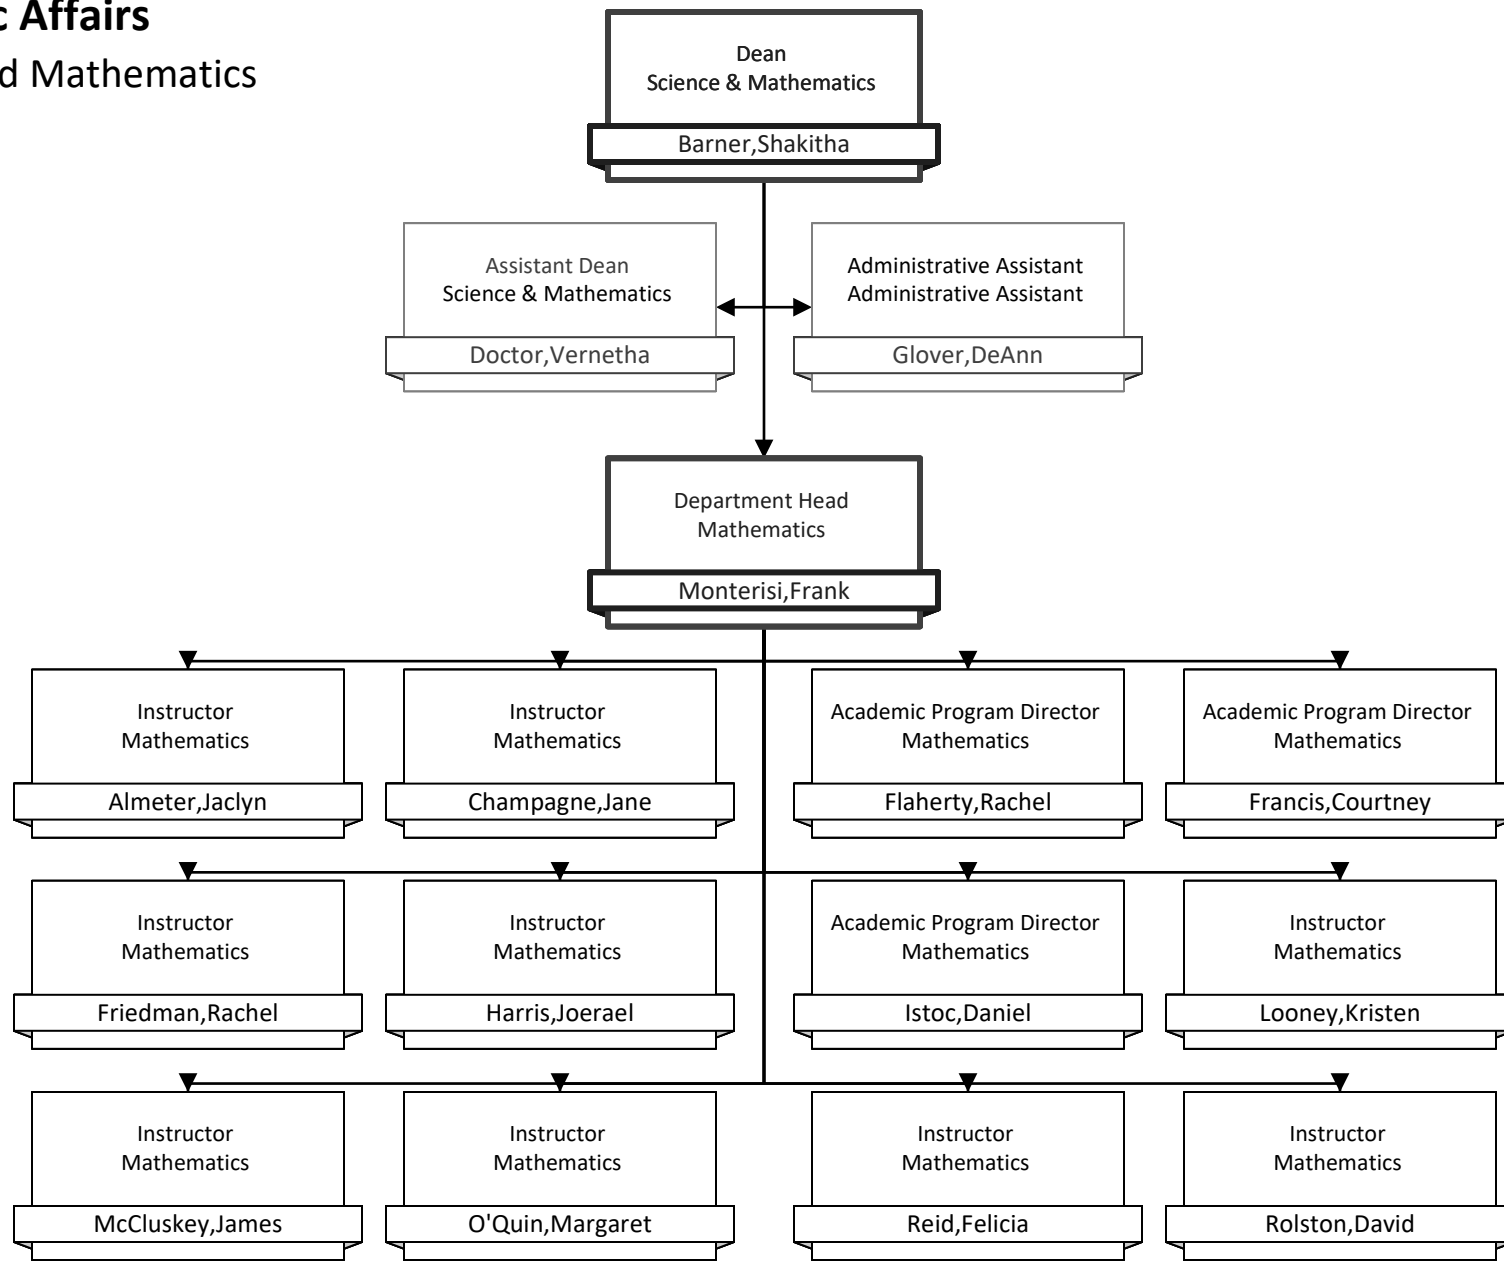 c Affairs
d Mathematics
Dean
Science & Mathematics
Barner,Shakitha
Assistant Dean
Science & Mathematics
Doctor,Vernetha
Administrative Assistant
Administrative Assistant
Glover,DeAnn
Department Head
Mathematics
Monterisi,Frank
Instructor
Mathematics
Almeter,Jaclyn
Instructor
Mathematics
Champagne,Jane
Academic Program Director
Mathematics
Flaherty,Rachel
Academic Program Director
Mathematics
Francis,Courtney
Instructor
Mathematics
Friedman,Rachel
Instructor
Mathematics
Harris,Joerael
Academic Program Director
Mathematics
Istoc,Daniel
Instructor
Mathematics
Looney,Kristen
Instructor
Mathematics
McCluskey,James
Instructor
Mathematics
O'Quin,Margaret
Instructor
Mathematics
Reid,Felicia
Instructor
Mathematics
Rolston,David